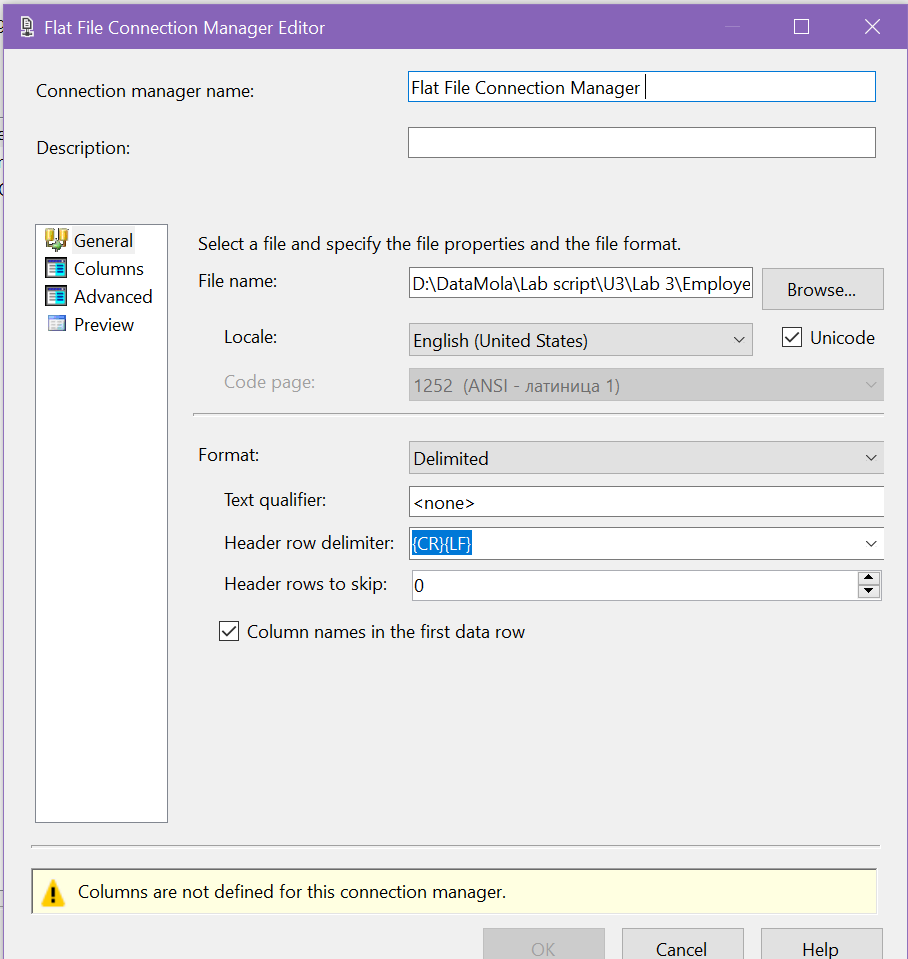 Flat File Connection Manager Editor
Connection manager name: Flat File Connection Manager
Description:
General
Columns
Advanced
Preview
Select a file and specify the file properties and the file format.
File name: D:\DataMola\Lab script\U3\Lab 3\Employe Browse...
Locale: English (United States) Unicode
Code page: 1252 (ANSI - латиница 1)
Format: Delimited
Text qualifier: <none>
Header row delimiter: {CR}{LF}
Header rows to skip: 0
Column names in the first data row
Columns are not defined for this connection manager.
OK Cancel Help